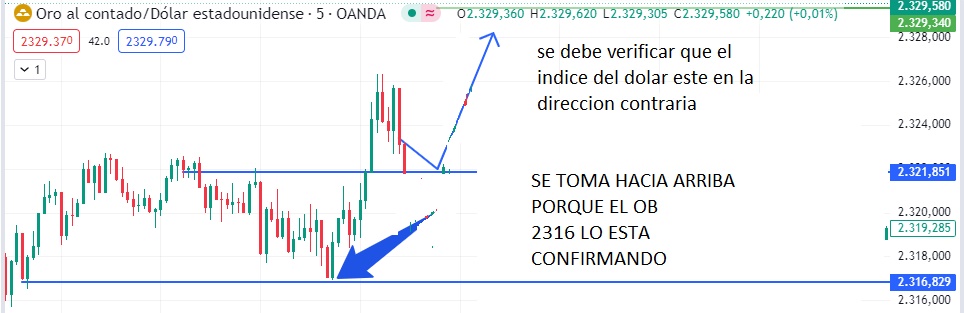 Oro al contado/Dólar estadounidense · 5 · OANDA O2.329,360 H2.329,620 L2.329,305 C2.329,580 +0,220 (+0,01%)
2.329,580
2.329,340
2329.370 42.0 2329.790
2.328,000
1
se debe verificar que el
indice del dolar este en la
direccion contraria
2.326,000
2.324,000
2.321,851
SE TOMA HACIA ARRIBA
PORQUE EL OB
2316 LO ESTA
CONFIRMANDO
2.320,000
2.319,285
2.318,000
2.316,829
2.316,000